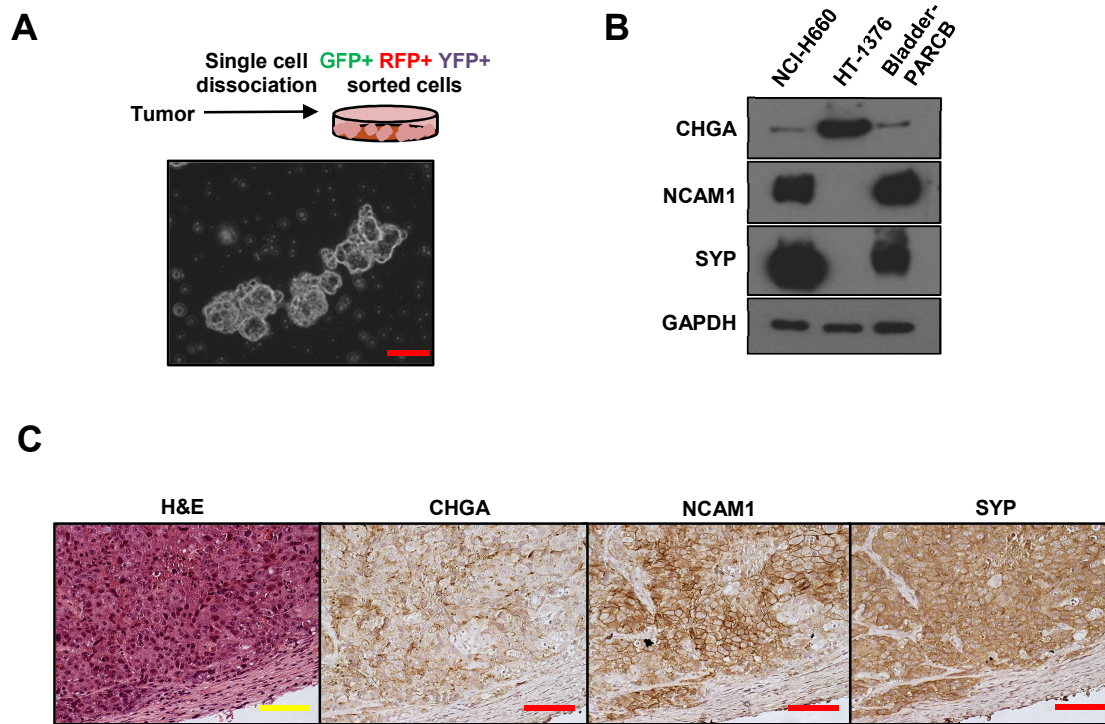 A
Single cell GFP+ RFP+ YFP+
dissociation sorted cells
Tumor
B
NCI-H660
HT-1376
Bladder-
PARCB
CHGA
NCAM1
SYP
GAPDH
C
H&E CHGA NCAM1 SYP